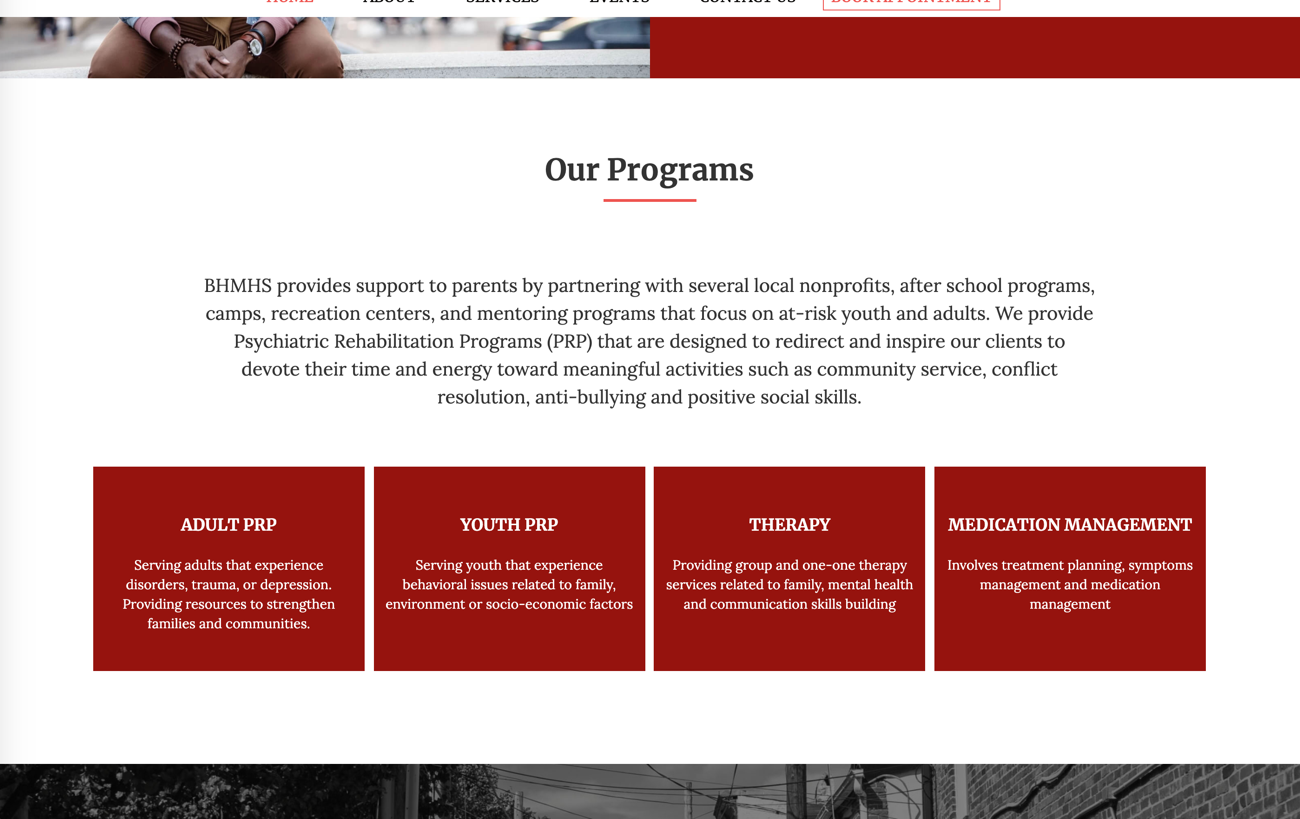 HOME ABOUT SERVICES EVENTS CONTACT US BOOK APPOINTMENT
Our Programs
BHMHS provides support to parents by partnering with several local nonprofits, after school programs,
camps, recreation centers, and mentoring programs that focus on at-risk youth and adults. We provide
Psychiatric Rehabilitation Programs (PRP) that are designed to redirect and inspire our clients to
devote their time and energy toward meaningful activities such as community service, conflict
resolution, anti-bullying and positive social skills.
ADULT PRP
Serving adults that experience
disorders, trauma, or depression.
Providing resources to strengthen
families and communities.
YOUTH PRP
Serving youth that experience
behavioral issues related to family,
environment or socio-economic factors
THERAPY
Providing group and one-one therapy
services related to family, mental health
and communication skills building
MEDICATION MANAGEMENT
Involves treatment planning, symptoms
management and medication
management